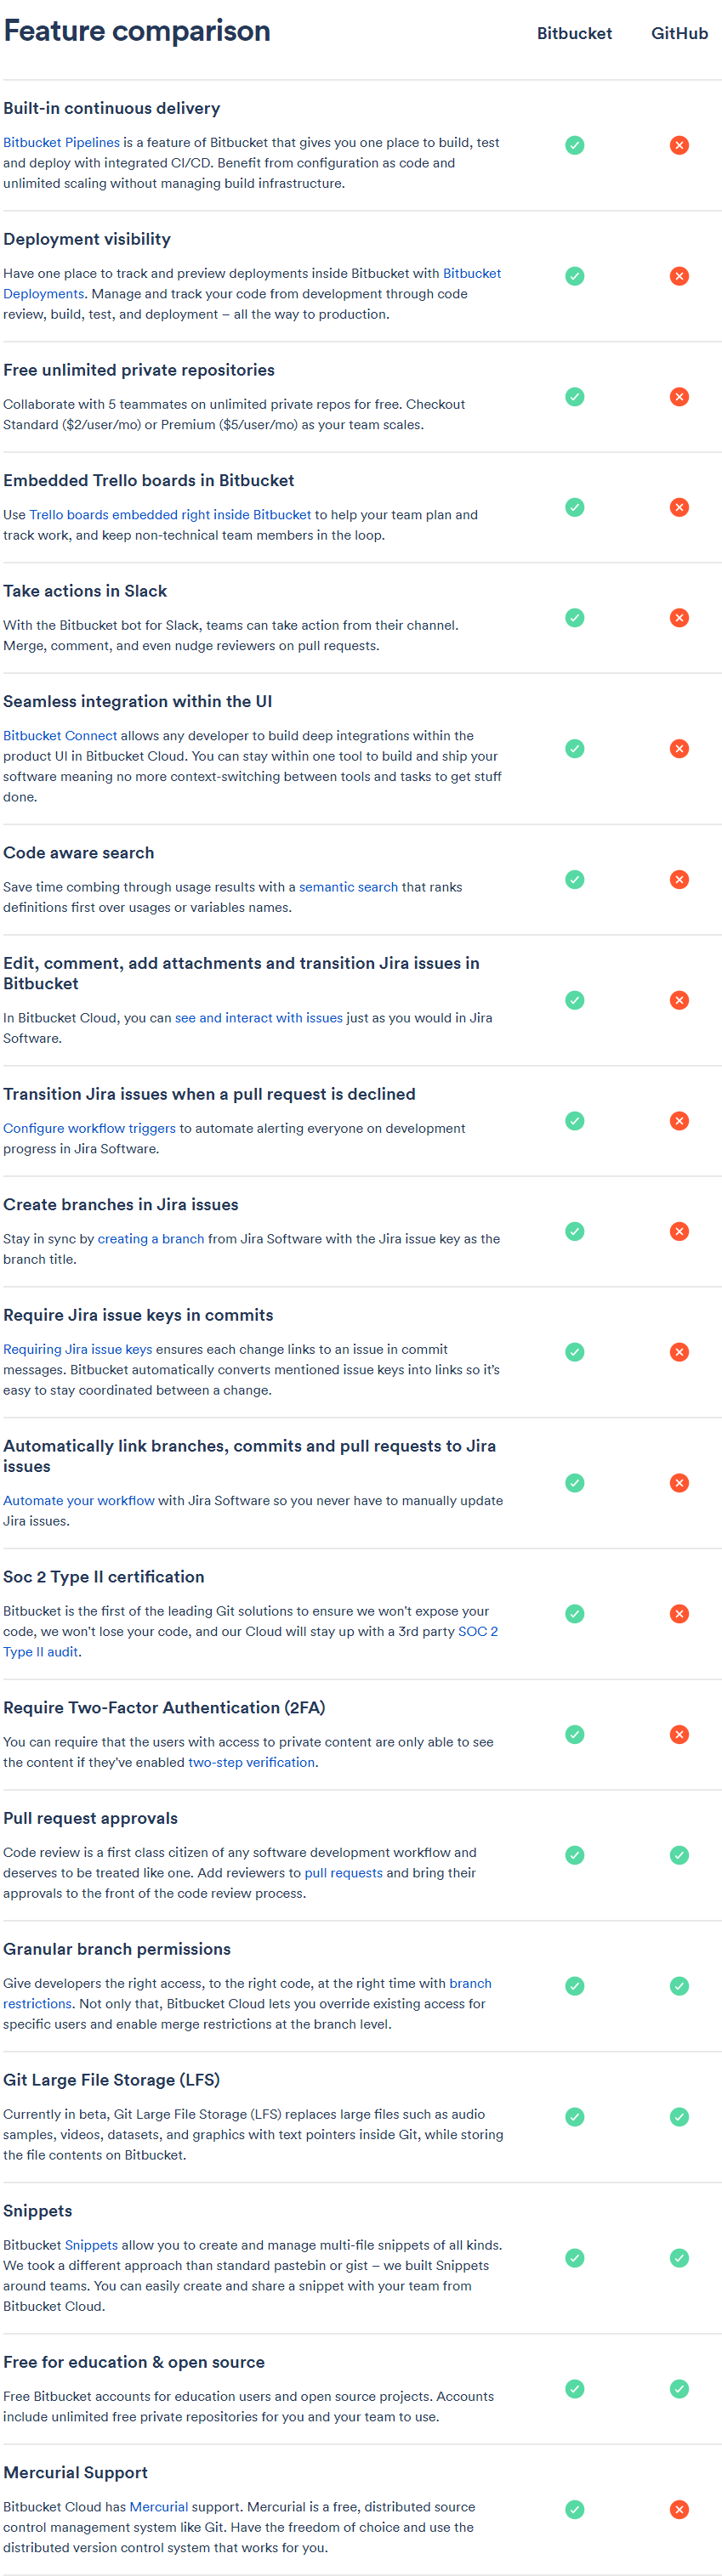 Feature comparison
Bitbucket
GitHub
Built-in continuous delivery
Bitbucket Pipelines is a feature of Bitbucket that gives you one place to build, test
and deploy with integrated CI/CD. Benefit from configuration as code and
unlimited scaling without managing build infrastructure.
Deployment visibility
Have one place to track and preview deployments inside Bitbucket with Bitbucket
Deployments. Manage and track your code from development through code
review, build, test, and deployment – all the way to production.
Free unlimited private repositories
Collaborate with 5 teammates on unlimited private repos for free. Checkout
Standard ($2/user/mo) or Premium ($5/user/mo) as your team scales.
Embedded Trello boards in Bitbucket
Use Trello boards embedded right inside Bitbucket to help your team plan and
track work, and keep non-technical team members in the loop.
Take actions in Slack
With the Bitbucket bot for Slack, teams can take action from their channel.
Merge, comment, and even nudge reviewers on pull requests.
Seamless integration within the UI
Bitbucket Connect allows any developer to build deep integrations within the
product UI in Bitbucket Cloud. You can stay within one tool to build and ship your
software meaning no more context-switching between tools and tasks to get stuff
done.
Code aware search
Save time combing through usage results with a semantic search that ranks
definitions first over usages or variables names.
Edit, comment, add attachments and transition Jira issues in
Bitbucket
In Bitbucket Cloud, you can see and interact with issues just as you would in Jira
Software.
Transition Jira issues when a pull request is declined
Configure workflow triggers to automate alerting everyone on development
progress in Jira Software.
Create branches in Jira issues
Stay in sync by creating a branch from Jira Software with the Jira issue key as the
branch title.
Require Jira issue keys in commits
Requiring Jira issue keys ensures each change links to an issue in commit
messages. Bitbucket automatically converts mentioned issue keys into links so it's
easy to stay coordinated between a change.
Automatically link branches, commits and pull requests to Jira
issues
Automate your workflow with Jira Software so you never have to manually update
Jira issues.
Soc 2 Type II certification
Bitbucket is the first of the leading Git solutions to ensure we won't expose your
code, we won't lose your code, and our Cloud will stay up with a 3rd party SOC 2
Type II audit.
Require Two-Factor Authentication (2FA)
You can require that the users with access to private content are only able to see
the content if they've enabled two-step verification.
Pull request approvals
Code review is a first class citizen of any software development workflow and
deserves to be treated like one. Add reviewers to pull requests and bring their
approvals to the front of the code review process.
Granular branch permissions
Give developers the right access, to the right code, at the right time with branch
restrictions. Not only that, Bitbucket Cloud lets you override existing access for
specific users and enable merge restrictions at the branch level.
Git Large File Storage (LFS)
Currently in beta, Git Large File Storage (LFS) replaces large files such as audio
samples, videos, datasets, and graphics with text pointers inside Git, while storing
the file contents on Bitbucket.
Snippets
Bitbucket Snippets allow you to create and manage multi-file snippets of all kinds.
We took a different approach than standard pastebin or gist – we built Snippets
around teams. You can easily create and share a snippet with your team from
Bitbucket Cloud.
Free for education & open source
Free Bitbucket accounts for education users and open source projects. Accounts
include unlimited free private repositories for you and your team to use.
Mercurial Support
Bitbucket Cloud has Mercurial support. Mercurial is a free, distributed source
control management system like Git. Have the freedom of choice and use the
distributed version control system that works for you.